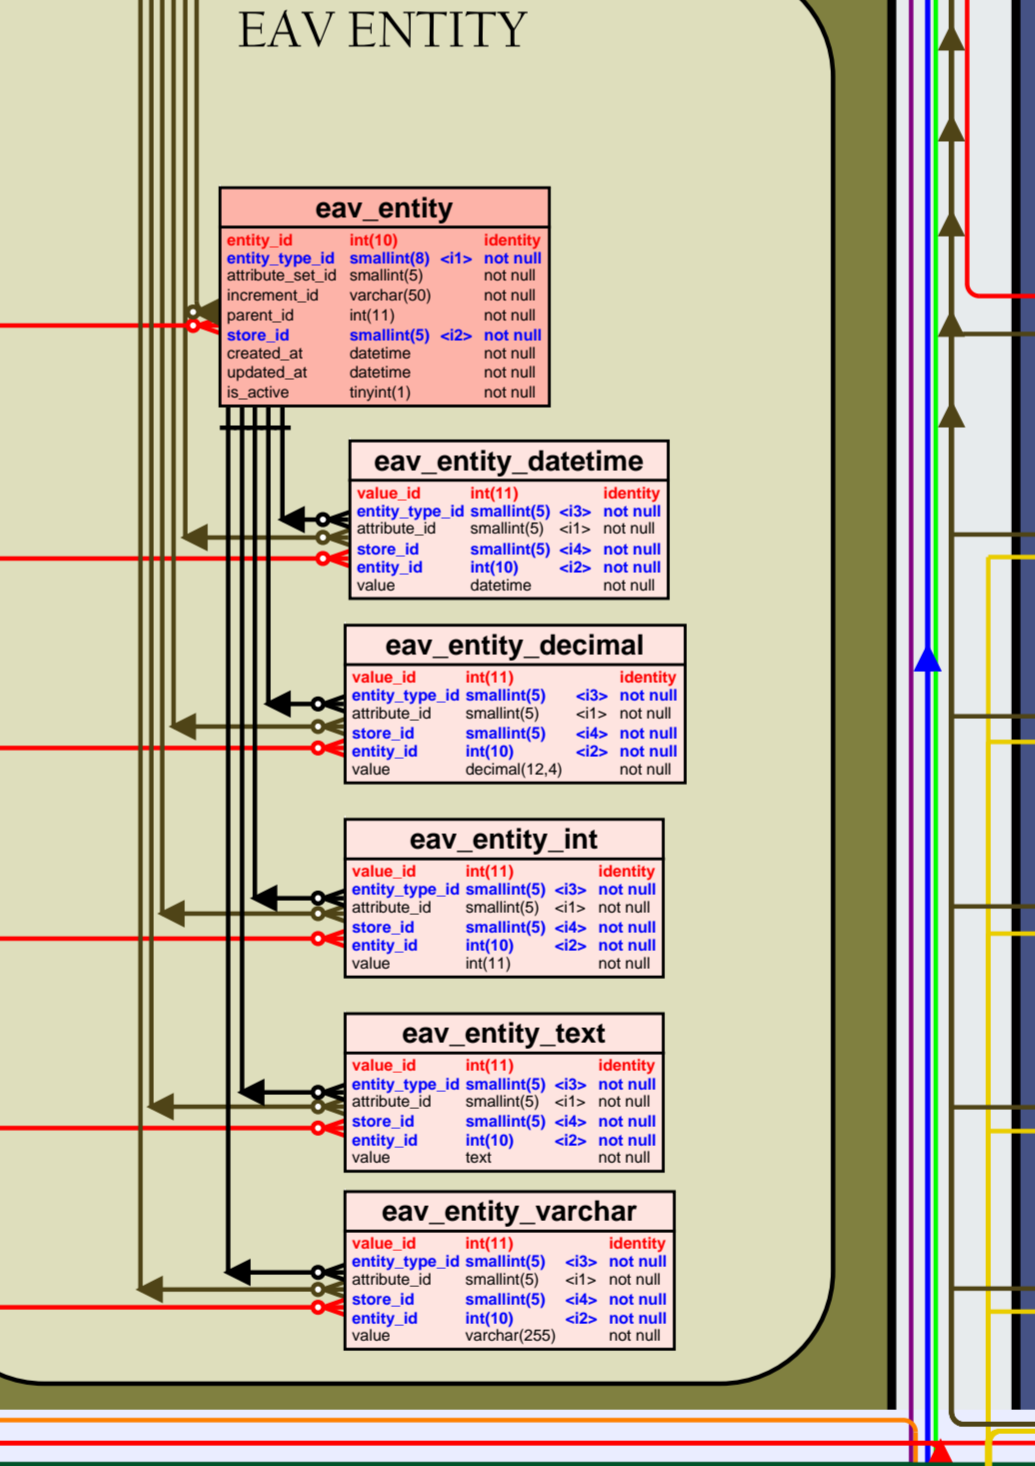 EAV ENTITY
eav_entity
entity_id int(10) identity
entity_type_id smallint(8) <i1> not null
attribute_set_id smallint(5) not null
increment_id varchar(50) not null
parent_id int(11) not null
store_id smallint(5) <i2> not null
created_at datetime not null
updated_at datetime not null
is_active tinyint(1) not null
eav_entity_datetime
value_id int(11) identity
entity_type_id smallint(5) <i3> not null
attribute_id smallint(5) <i1> not null
store_id smallint(5) <i4> not null
entity_id int(10) <i2> not null
value datetime not null
eav_entity_decimal
value_id int(11) identity
entity_type_id smallint(5) <i3> not null
attribute_id smallint(5) <i1> not null
store_id smallint(5) <i4> not null
entity_id int(10) <i2> not null
value decimal(12,4) not null
eav_entity_int
value_id int(11) identity
entity_type_id smallint(5) <i3> not null
attribute_id smallint(5) <i1> not null
store_id smallint(5) <i4> not null
entity_id int(10) <i2> not null
value int(11) not null
eav_entity_text
value_id int(11) identity
entity_type_id smallint(5) <i3> not null
attribute_id smallint(5) <i1> not null
store_id smallint(5) <i4> not null
entity_id int(10) <i2> not null
value text not null
eav_entity_varchar
value_id int(11) identity
entity_type_id smallint(5) <i3> not null
attribute_id smallint(5) <i1> not null
store_id smallint(5) <i4> not null
entity_id int(10) <i2> not null
value varchar(255) not null